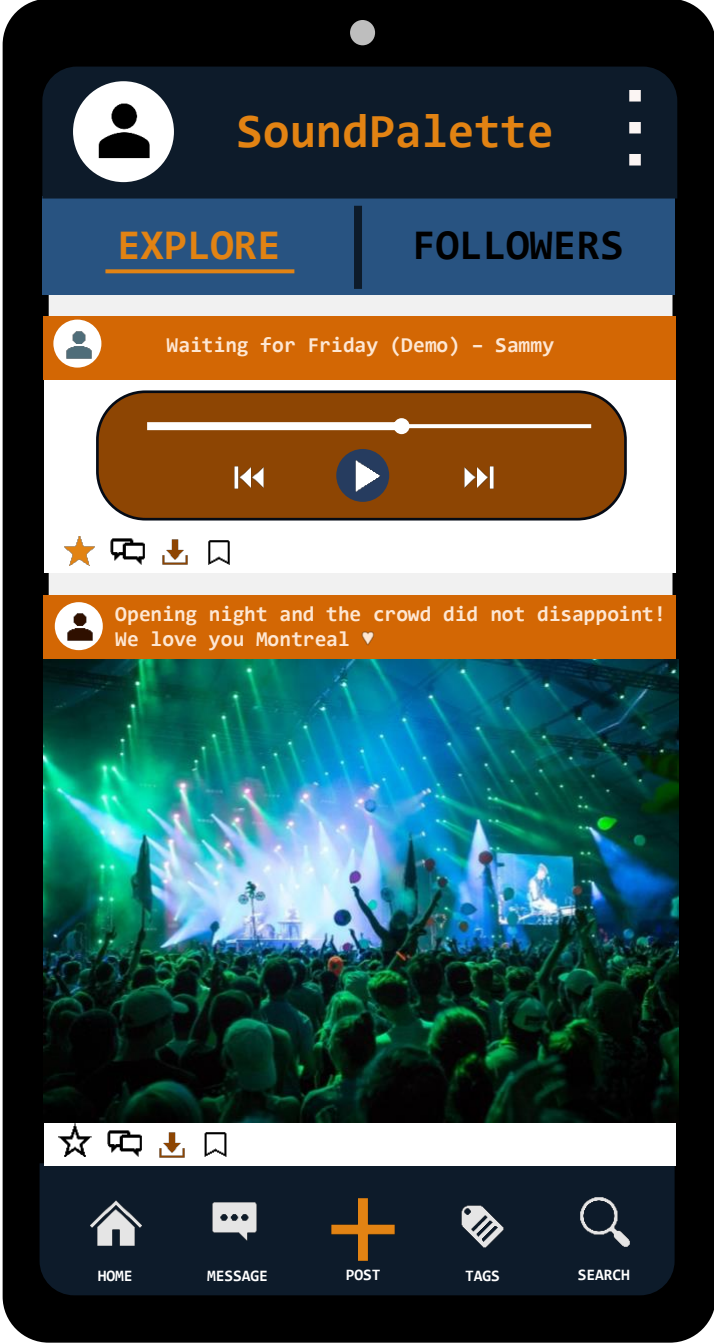 SoundPalette
EXPLORE
FOLLOWERS
Waiting for Friday (Demo) – Sammy
Opening night and the crowd did not disappoint!
We love you Montreal ♥
HOME
MESSAGE
POST
TAGS
SEARCH